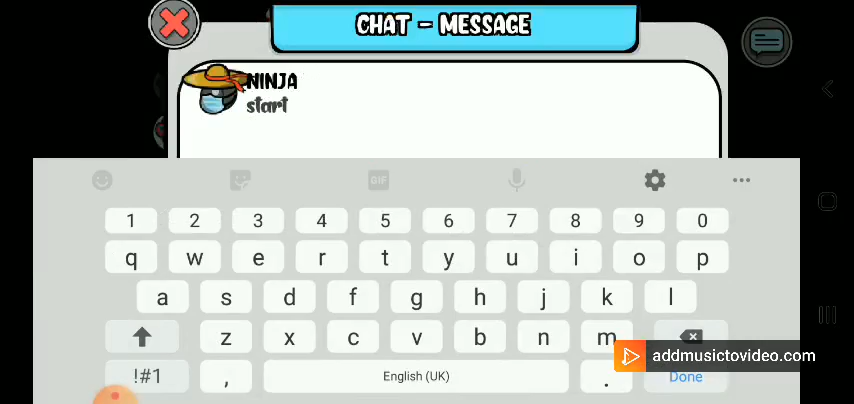 CHAT - MESSAGE
NINJA
start
GIF
1 2 3 4 5 6 7 8 9 0
q w e r t y u i o p
a s d f g h j k l
z x c v b n m
addmusictovideo.com
!#1 , English (UK) . Done